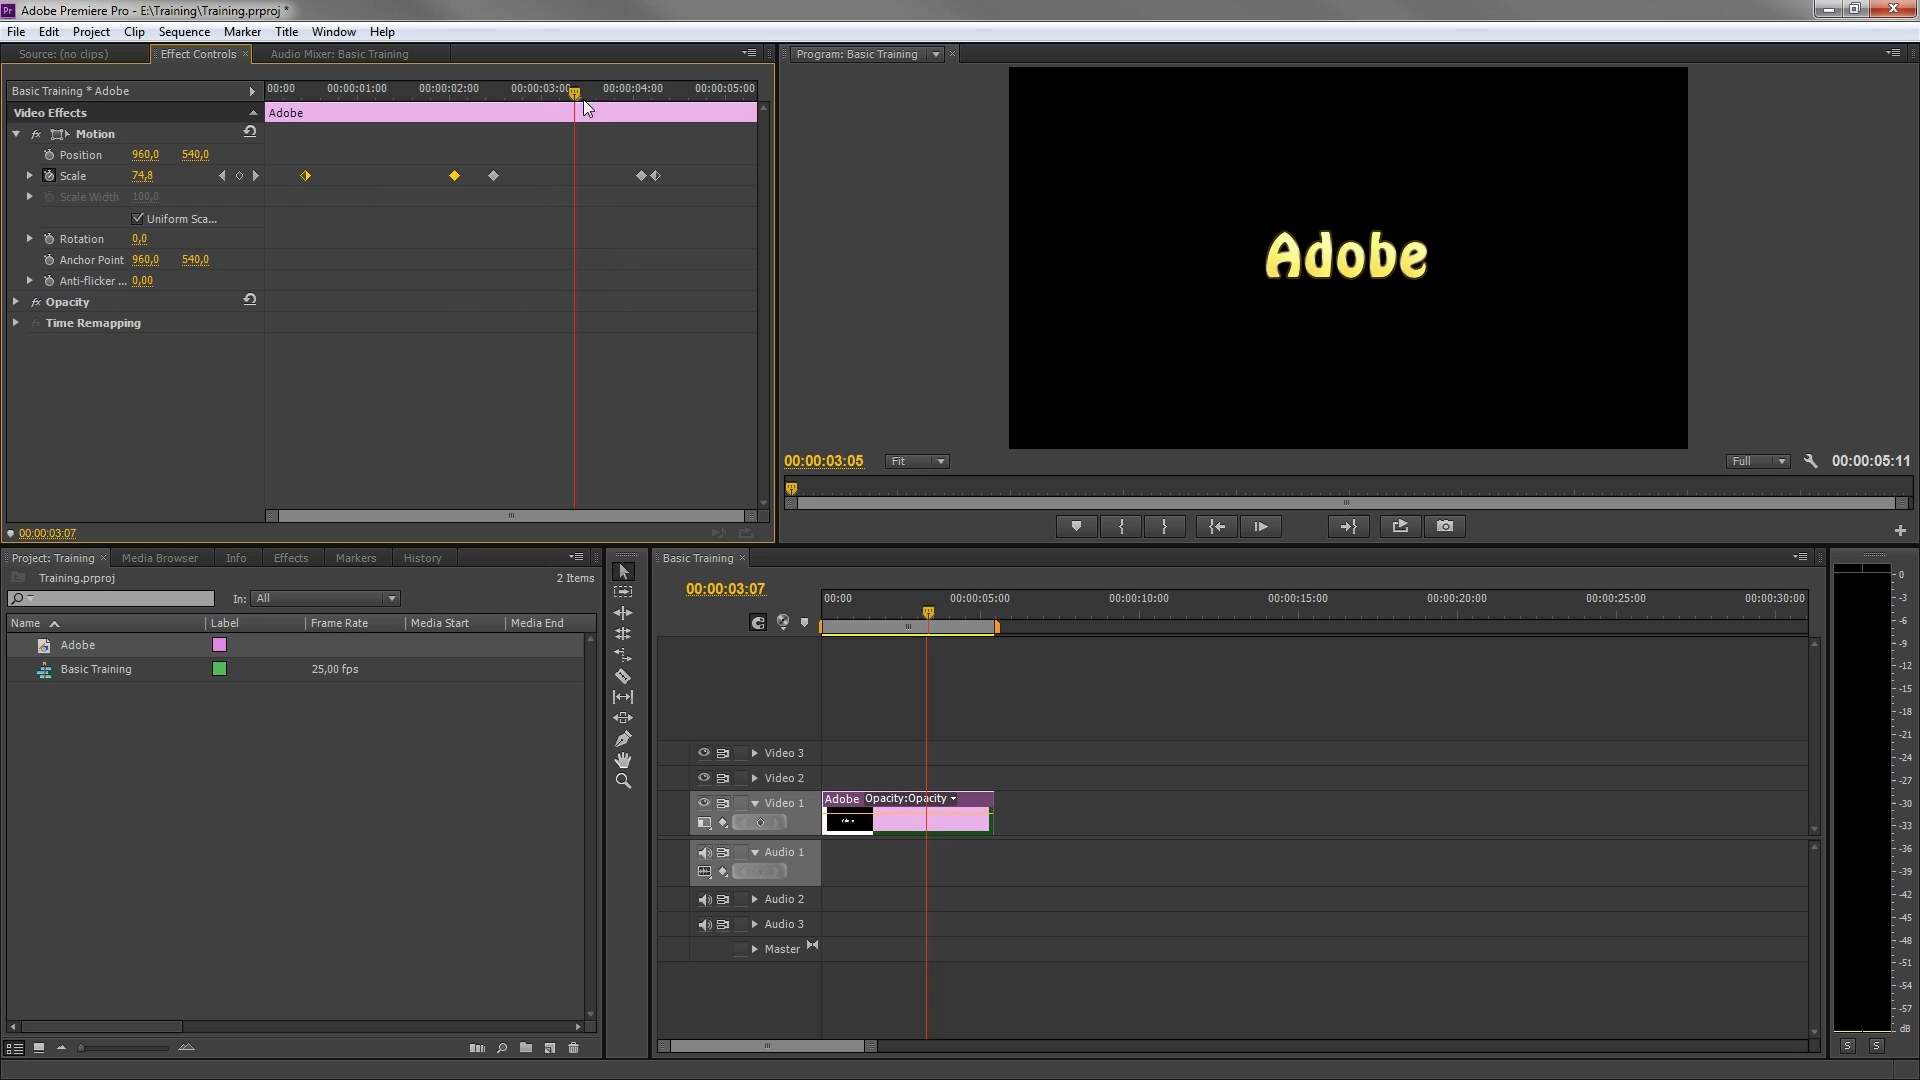 Adobe Premiere Pro - E:\Training\Training.prproj *
File Edit Project Clip Sequence Marker Title Window Help
Source: (no clips) Effect Controls × Audio Mixer: Basic Training
Program: Basic Training
Basic Training * Adobe
00:00 00:00:01:00 00:00:02:00 00:00:03:00 00:00:04:00 00:00:05:00
Video Effects
Adobe
fx Motion
Position 960,0 540,0
Scale 74,8
Scale Width 100,0
Uniform Sca...
Rotation 0,0
Anchor Point 960,0 540,0
Anti-flicker ... 0,00
fx Opacity
fx Time Remapping
00:00:03:07
Adobe
00:00:03:05 Fit Full 00:00:05:11
Project: Training × Media Browser Info Effects Markers History
Training.prproj 2 Items
In: All
Name Label Frame Rate Media Start Media End
Adobe
Basic Training 25,00 fps
Basic Training ×
00:00:03:07
00:00 00:00:05:00 00:00:10:00 00:00:15:00 00:00:20:00 00:00:25:00 00:00:30:00
Video 3
Video 2
Video 1
Adobe Opacity:Opacity
Audio 1
Audio 2
Audio 3
Master
0
-3
-6
-9
-12
-15
-18
-21
-24
-27
-30
-33
-36
-39
-42
-45
-48
-51
-54
-57
dB
S S